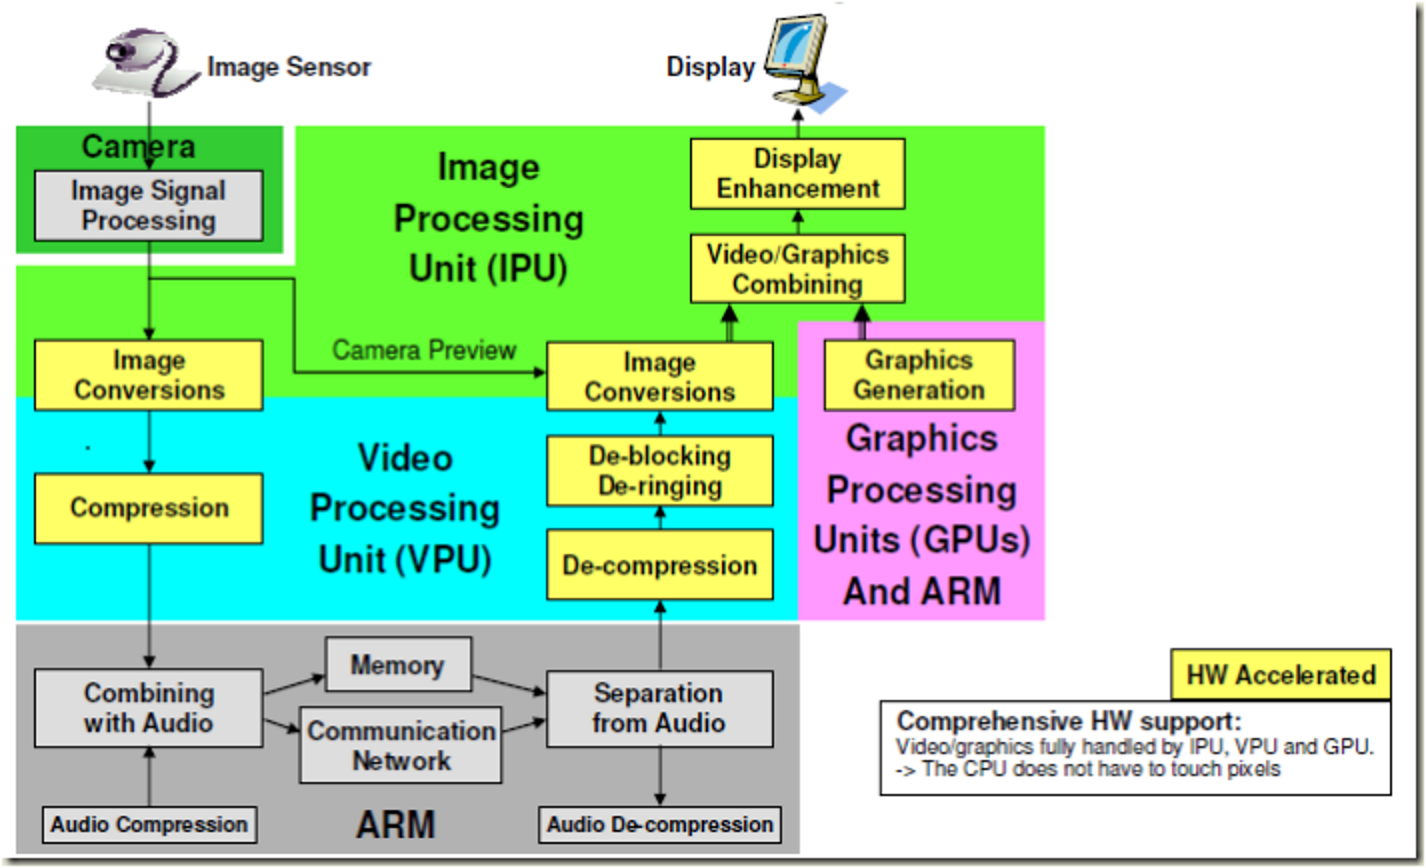 Image Sensor
Display
Camera
Image Signal
Processing
Image
Processing
Unit (IPU)
Display
Enhancement
Video/Graphics
Combining
Image
Conversions
Camera Preview
Image
Conversions
Graphics
Generation
Compression
Video
Processing
Unit (VPU)
De-blocking
De-ringing
De-compression
Graphics
Processing
Units (GPUs)
And ARM
Combining
with Audio
Memory
Communication
Network
Separation
from Audio
Audio Compression
ARM
Audio De-compression
HW Accelerated
Comprehensive HW support:
Video/graphics fully handled by IPU, VPU and GPU.
-> The CPU does not have to touch pixels